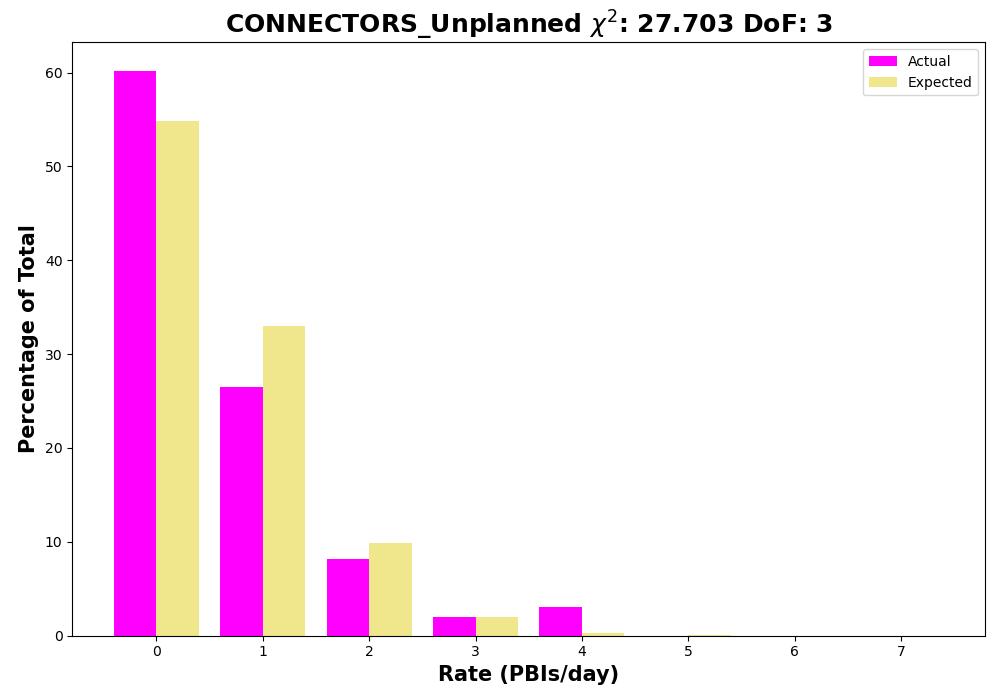 CONNECTORS_Unplanned χ²: 27.703 DoF: 3
Actual
Expected
Percentage of Total
60
50
40
30
20
10
0
0 1 2 3 4 5 6 7
Rate (PBIs/day)